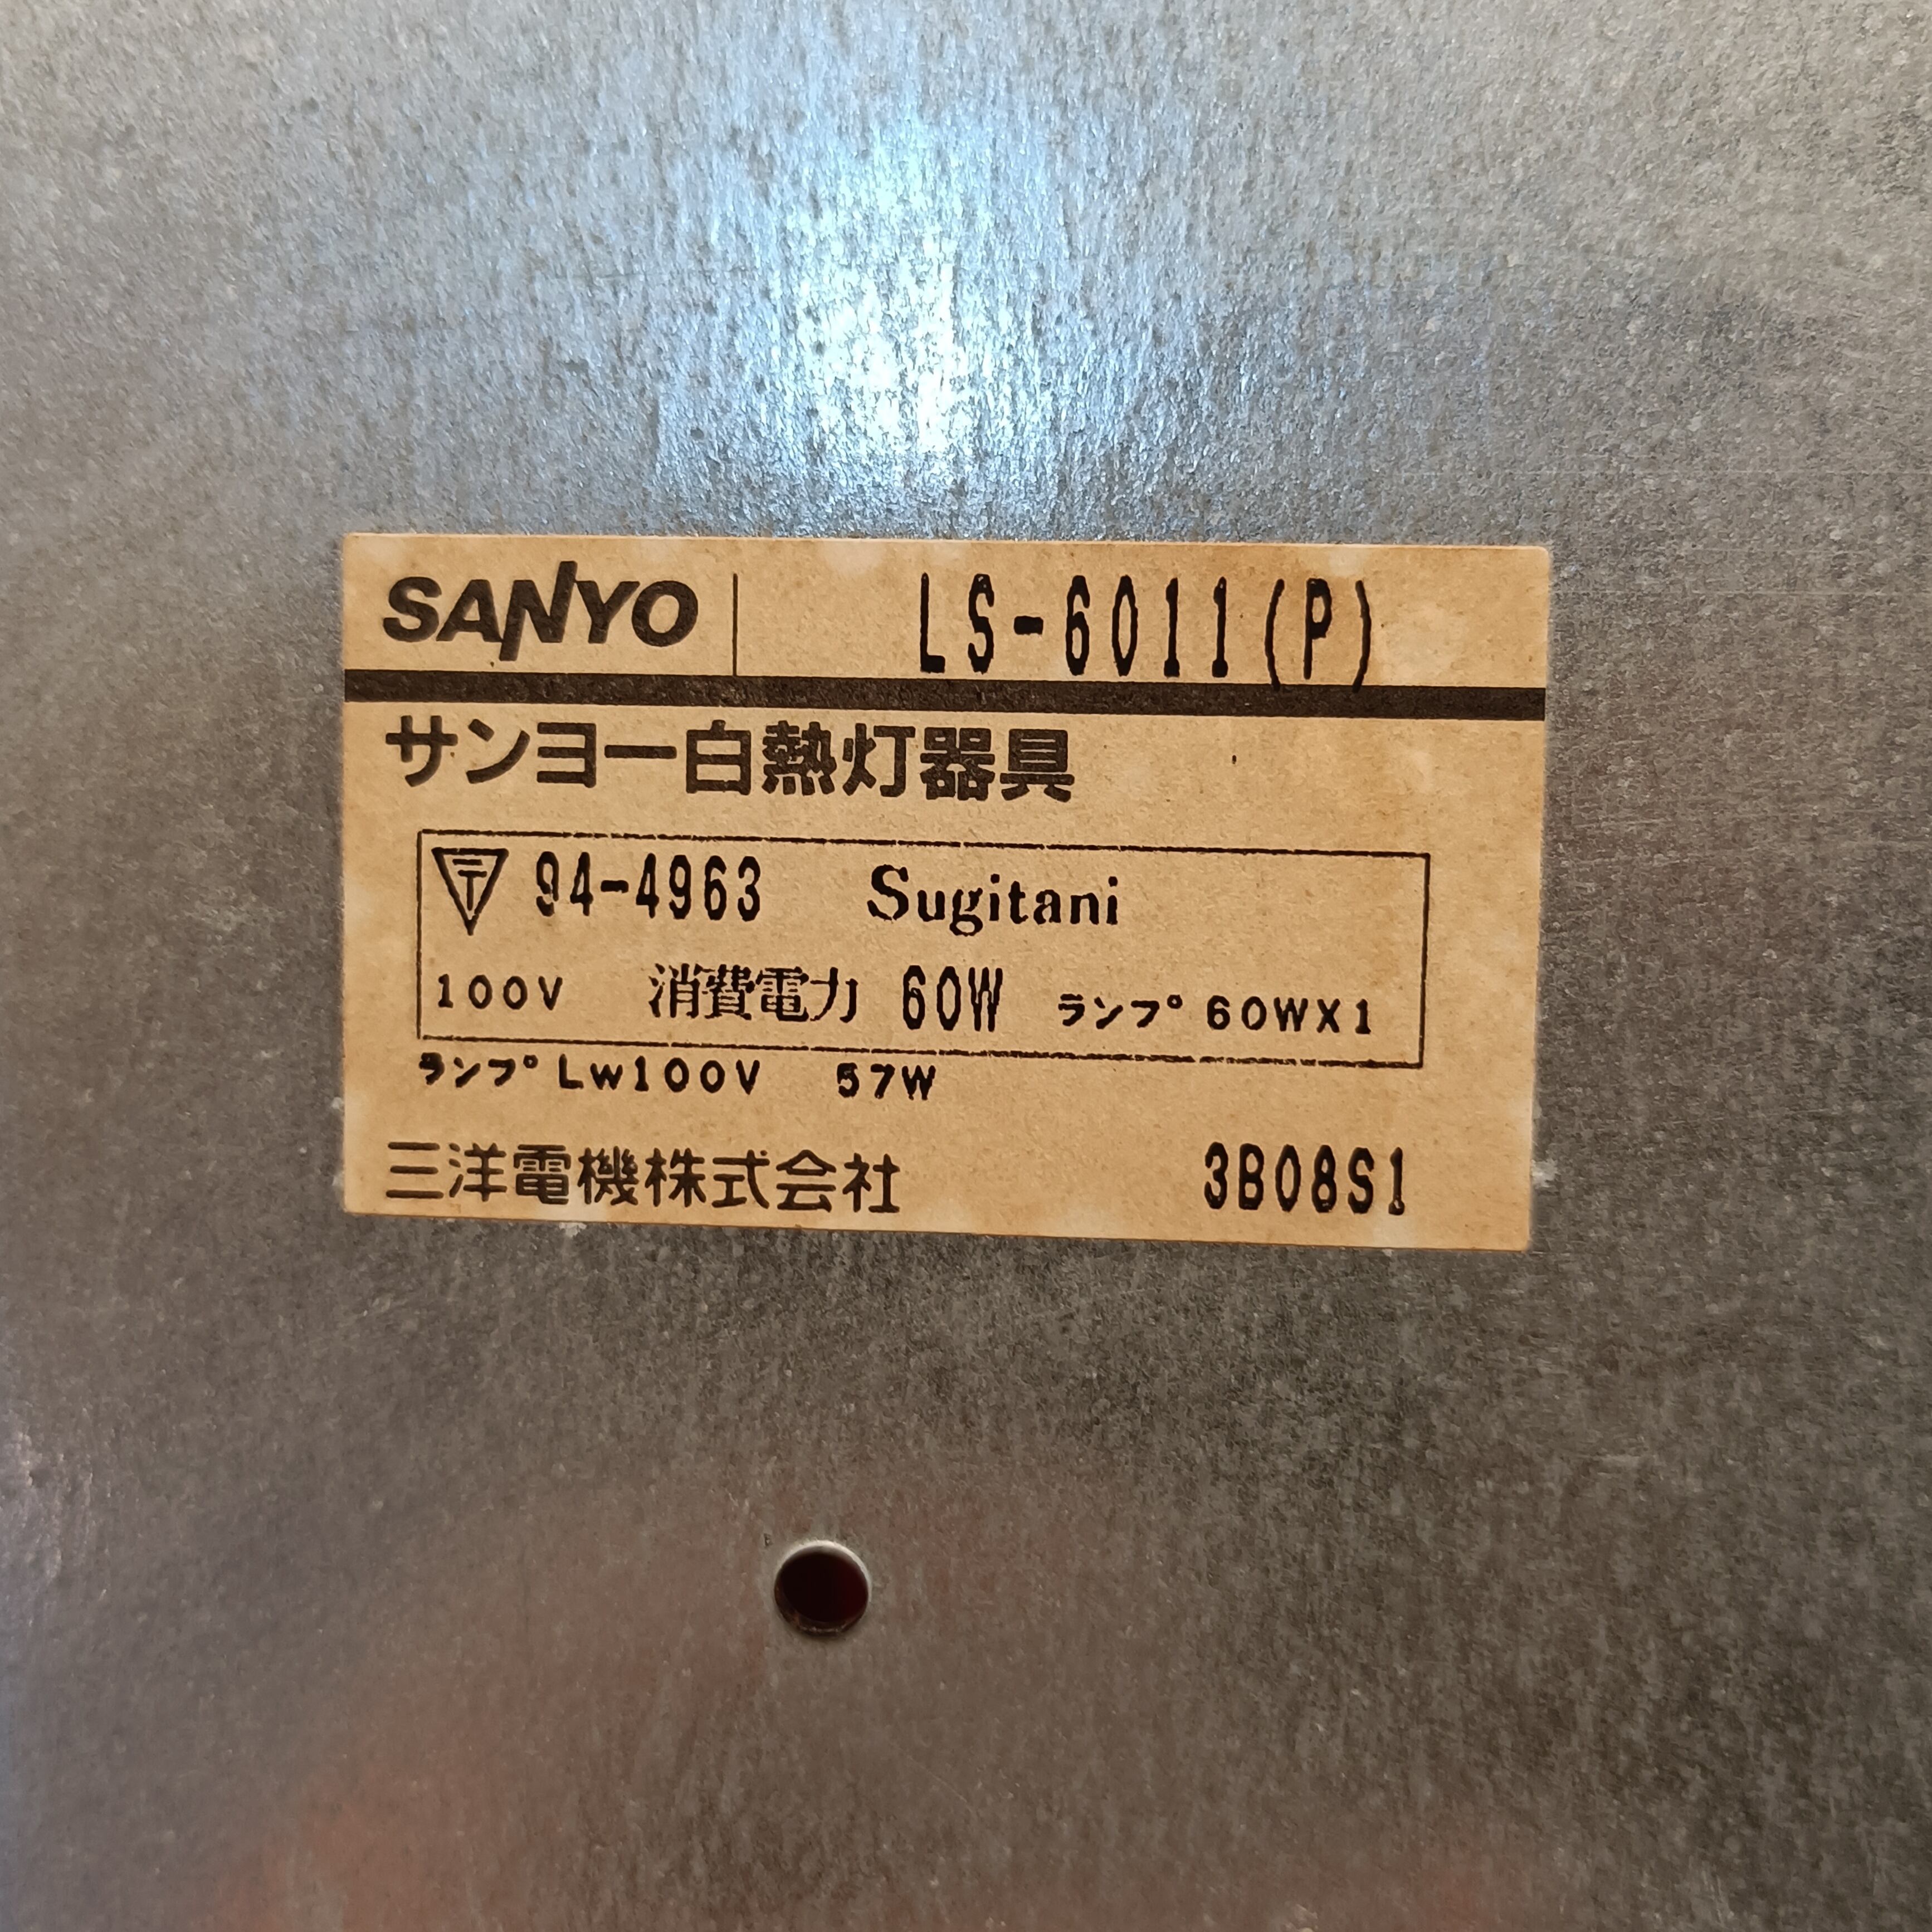 SANYO LS-6011(P)
サンヨー白熱灯器具
94-4963 Sugitani
100V 消費電力 60W ランプ 60WX1
ランプ LW100V 57W
三洋電機株式会社 3B08S1